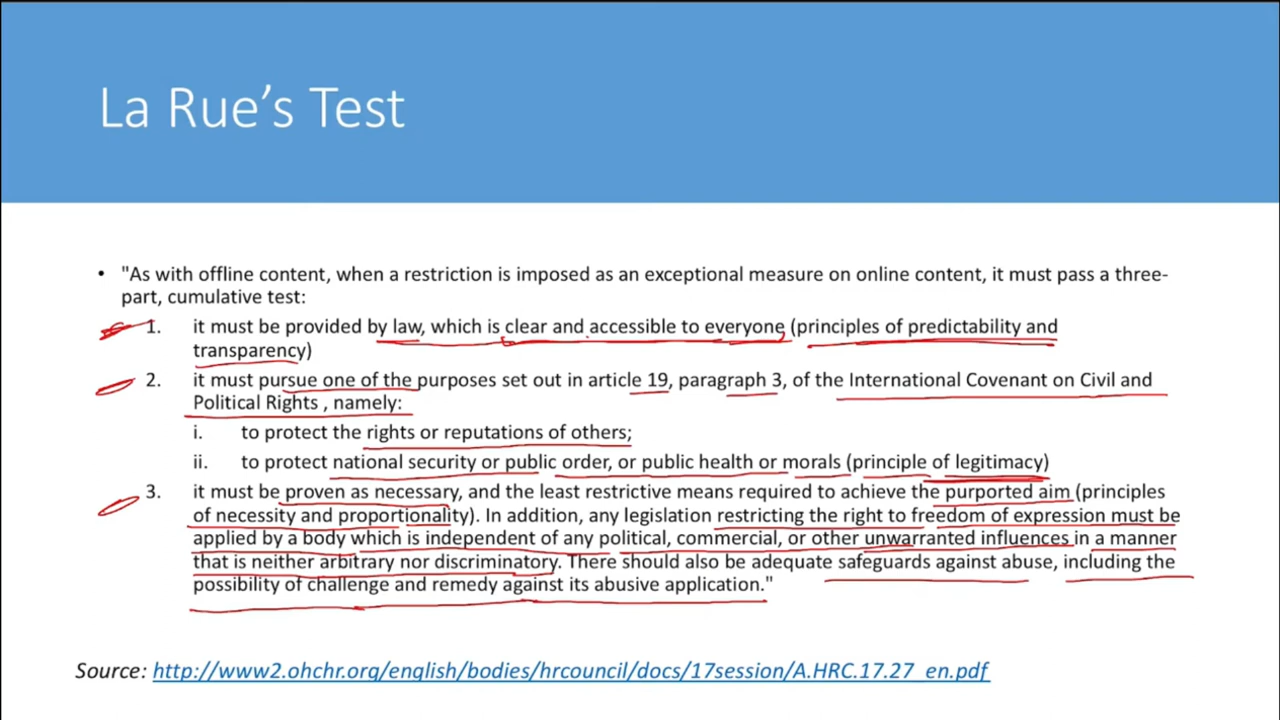 La Rue's Test
• "As with offline content, when a restriction is imposed as an exceptional measure on online content, it must pass a three-
part, cumulative test:
1. it must be provided by law, which is clear and accessible to everyone (principles of predictability and
transparency)
2. it must pursue one of the purposes set out in article 19, paragraph 3, of the International Covenant on Civil and
Political Rights , namely:
i. to protect the rights or reputations of others;
ii. to protect national security or public order, or public health or morals (principle of legitimacy)
3. it must be proven as necessary, and the least restrictive means required to achieve the purported aim (principles
of necessity and proportionality). In addition, any legislation restricting the right to freedom of expression must be
applied by a body which is independent of any political, commercial, or other unwarranted influences in a manner
that is neither arbitrary nor discriminatory. There should also be adequate safeguards against abuse, including the
possibility of challenge and remedy against its abusive application."
Source: http://www2.ohchr.org/english/bodies/hrcouncil/docs/17session/A.HRC.17.27_en.pdf